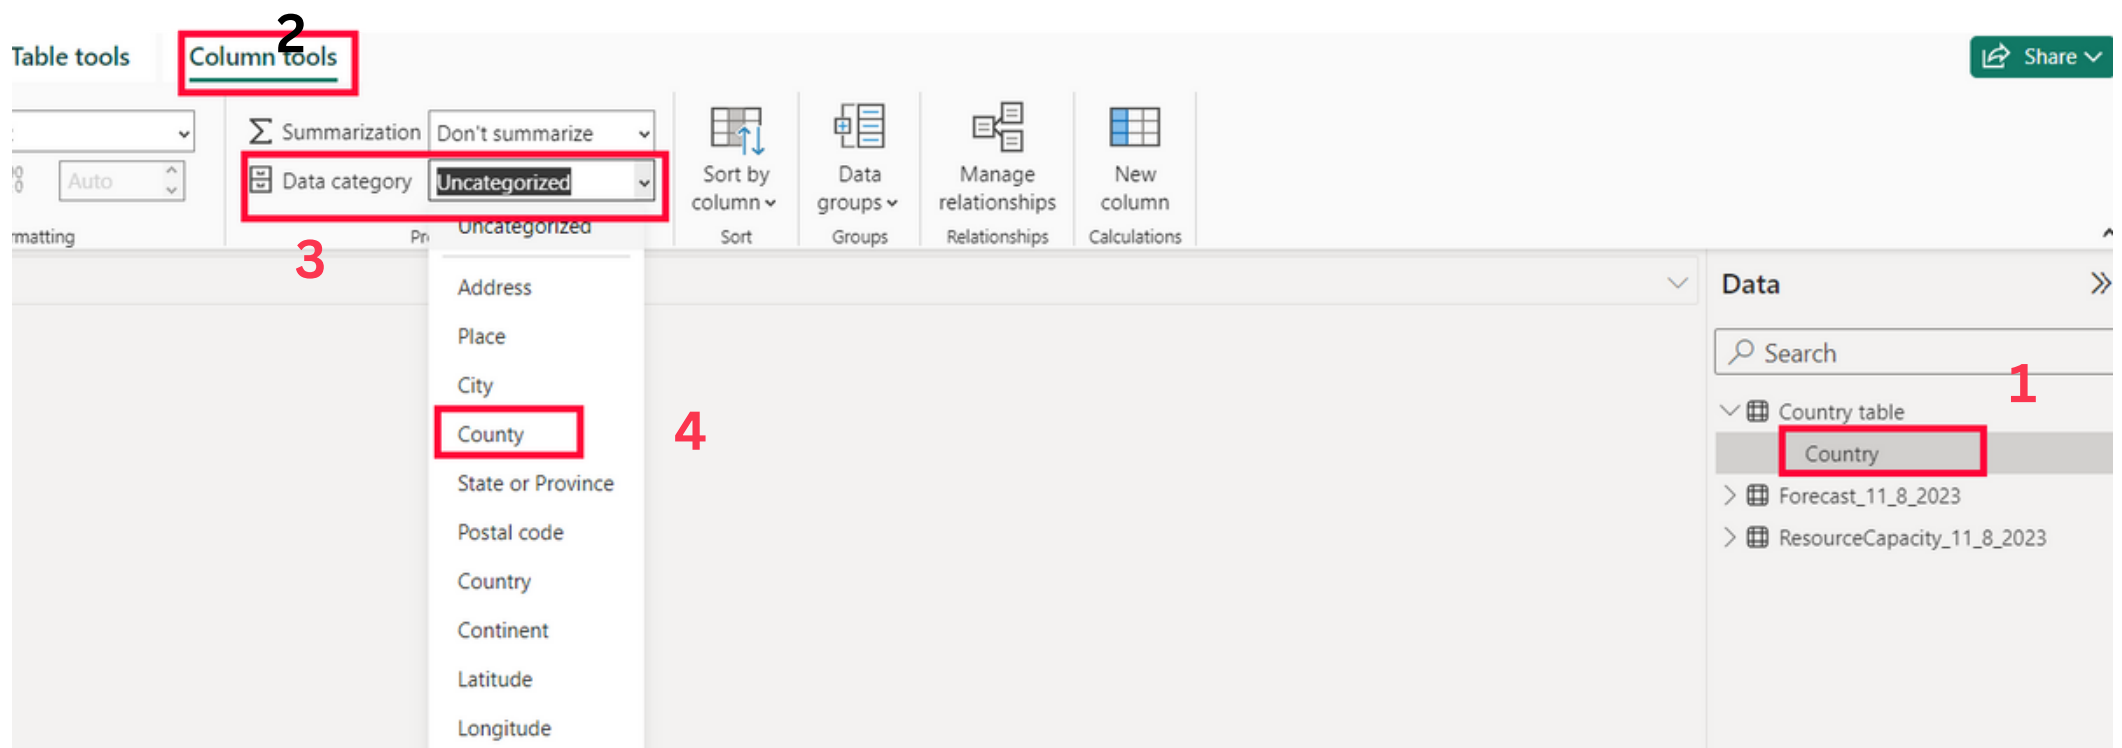 2
Table tools
Column tools
Share
Summarization
Don't summarize
Auto
Data category
Uncategorized
Sort by
column
Data
groups
Manage
relationships
New
column
rmatting
Pr
Sort
Groups
Relationships
Calculations
3
Uncategorized
Address
Place
City
County
4
State or Province
Postal code
Country
Continent
Latitude
Longitude
Data
Search
1
Country table
Country
Forecast_11_8_2023
ResourceCapacity_11_8_2023